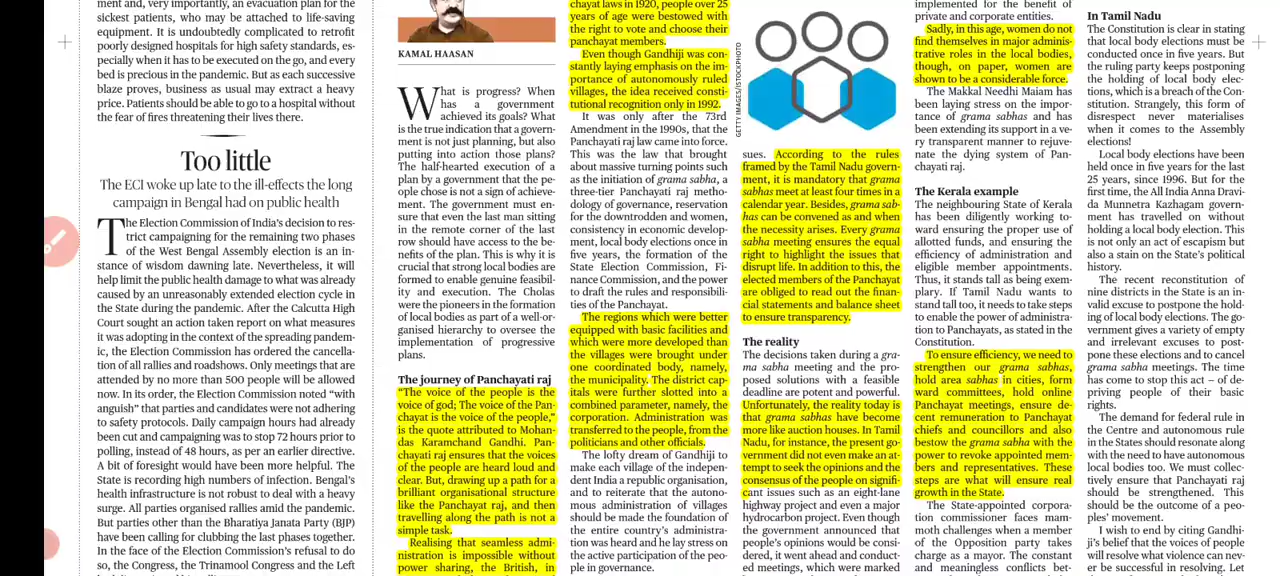 ment and, very importantly, an evacuation plan for the
sickest patients, who may be attached to life-saving
equipment. It is undoubtedly complicated to retrofit
poorly designed hospitals for high safety standards, es-
pecially when it has to be executed on the go, and every
bed is precious in the pandemic. But as each successive
blaze proves, business as usual may extract a heavy
price. Patients should be able to go to a hospital without
the fear of fires threatening their lives there.
Too little
The ECI woke up late to the ill-effects the long
campaign in Bengal had on public health
The Election Commission of India's decision to res-
trict campaigning for the remaining two phases
of the West Bengal Assembly election is an in-
stance of wisdom dawning late. Nevertheless, it will
help limit the public health damage to what was already
caused by an unreasonably extended election cycle in
the State during the pandemic. After the Calcutta High
Court sought an action taken report on what measures
it was adopting in the context of the spreading pandem-
ic, the Election Commission has ordered the cancella-
tion of all rallies and roadshows. Only meetings that are
attended by no more than 500 people will be allowed
now. In its order, the Election Commission noted "with
anguish" that parties and candidates were not adhering
to safety protocols. Daily campaign hours had already
been cut and campaigning was to stop 72 hours prior to
polling, instead of 48 hours, as per an earlier directive.
A bit of foresight would have been more helpful. The
State is recording high numbers of infection. Bengal's
health infrastructure is not robust to deal with a heavy
surge. All parties organised rallies amid the pandemic.
But parties other than the Bharatiya Janata Party (BJP)
have been calling for clubbing the last phases together.
In the face of the Election Commission's refusal to do
so, the Congress, the Trinamool Congress and the Left
KAMAL HAASAN
What is progress? When
has a government
achieved its goals? What
is the true indication that a govern-
ment is not just planning, but also
putting into action those plans?
The half-hearted execution of a
plan by a government that the peo-
ple chose is not a sign of achieve-
ment. The government must en-
sure that even the last man sitting
in the remote corner of the last
row should have access to the be-
nefits of the plan. This is why it is
crucial that strong local bodies are
formed to enable genuine feasibil-
ity and execution. The Cholas
were the pioneers in the formation
of local bodies as part of a well-or-
ganised hierarchy to oversee the
implementation of progressive
plans.
The journey of Panchayati raj
"The voice of the people is the
voice of god; The voice of the Pan-
chayat is the voice of the people,"
is the quote attributed to Mohan-
das Karamchand Gandhi. Pan-
chayati raj ensures that the voices
of the people are heard loud and
clear. But, drawing up a path for a
brilliant organisational structure
like the Panchayat raj, and then
travelling along the path is not a
simple task.
Realising that seamless admi-
nistration is impossible without
power sharing, the British, in
chayat laws in 1920, people over 25
years of age were bestowed with
the right to vote and choose their
panchayat members.
Even though Gandhiji was con-
stantly laying emphasis on the im-
portance of autonomously ruled
villages, the idea received consti-
tutional recognition only in 1992.
It was only after the 73rd
Amendment in the 1990s, that the
Panchayati raj law came into force.
This was the law that brought
about massive turning points such
as the initiation of grama sabha, a
three-tier Panchayati raj metho-
dology of governance, reservation
for the downtrodden and women,
consistency in economic develop-
ment, local body elections once in
five years, the formation of the
State Election Commission, Fi-
nance Commission, and the power
to draft the rules and responsibili-
ties of the Panchayat.
The regions which were better
equipped with basic facilities and
which were more developed than
the villages were brought under
one coordinated body, namely,
the municipality. The district cap-
itals were further slotted into a
combined parameter, namely, the
corporation. Administration was
transferred to the people, from the
politicians and other officials.
The lofty dream of Gandhiji to
make each village of the indepen-
dent India a republic organisation,
and to reiterate that the autono-
mous administration of villages
should be made the foundation of
the entire country's administra-
tion was heard and he lay stress on
the active participation of the peo-
ple in governance.
GETTY IMAGES/ISTOCKPHOTO
sues. According to the rules
framed by the Tamil Nadu govern-
ment, it is mandatory that grama
sabhas meet at least four times in a
calendar year. Besides, grama sab-
has can be convened as and when
the necessity arises. Every grama
sabha meeting ensures the equal
right to highlight the issues that
disrupt life. In addition to this, the
elected members of the Panchayat
are obliged to read out the finan-
cial statements and balance sheet
to ensure transparency.
The reality
The decisions taken during a gra-
ma sabha meeting and the pro-
posed solutions with a feasible
deadline are potent and powerful.
Unfortunately, the reality today is
that grama sabhas have become
more like auction houses. In Tamil
Nadu, for instance, the present go-
vernment did not even make an at-
tempt to seek the opinions and the
consensus of the people on signifi-
cant issues such as an eight-lane
highway project and even a major
hydrocarbon project. Even though
the government announced that
people's opinions would be consi-
dered, it went ahead and conduct-
ed meetings, which were marked
implemented for the benefit of
private and corporate entities.
Sadly, in this age, women do not
find themselves in major adminis-
trative roles in the local bodies,
though, on paper, women are
shown to be a considerable force.
The Makkal Needhi Maiam has
been laying stress on the impor-
tance of grama sabhas and has
been extending its support in a ve-
ry transparent manner to rejuve-
nate the dying system of Pan-
chayati raj.
The Kerala example
The neighbouring State of Kerala
has been diligently working to-
ward ensuring the proper use of
allotted funds, and ensuring the
efficiency of administration and
eligible member appointments.
Thus, it stands tall as being exem-
plary. If Tamil Nadu wants to
stand tall too, it needs to take steps
to enable the power of administra-
tion to Panchayats, as stated in the
Constitution.
To ensure efficiency, we need to
strengthen our grama sabhas,
hold area sabhas in cities, form
ward committees, hold online
Panchayat meetings, ensure de-
cent remuneration to Panchayat
chiefs and councillors and also
bestow the grama sabha with the
power to revoke appointed mem-
bers and representatives. These
steps are what will ensure real
growth in the State.
The State-appointed corpora-
tion commissioner faces mam-
moth challenges when a member
of the Opposition party takes
charge as a mayor. The constant
and meaningless conflicts bet-
In Tamil Nadu
The Constitution is clear in stating
that local body elections must be
conducted once in five years. But
the ruling party keeps postponing
the holding of local body elec-
tions, which is a breach of the Con-
stitution. Strangely, this form of
disrespect never materialises
when it comes to the Assembly
elections!
Local body elections have been
held once in five years for the last
25 years, since 1996. But for the
first time, the All India Anna Dravi-
da Munnetra Kazhagam govern-
ment has travelled on without
holding a local body election. This
is not only an act of escapism but
also a stain on the State's political
history.
The recent reconstitution of
nine districts in the State is an in-
valid excuse to postpone the hold-
ing of local body elections. The go-
vernment gives a variety of empty
and irrelevant excuses to post-
pone these elections and to cancel
grama sabha meetings. The time
has come to stop this act – of de-
priving people of their basic
rights.
The demand for federal rule in
the Centre and autonomous rule
in the States should resonate along
with the need to have autonomous
local bodies too. We must collec-
tively ensure that Panchayati raj
should be strengthened. This
should be the outcome of a peo-
ples' movement.
I wish to end by citing Gandhi-
ji's belief that the voices of people
will resolve what violence can nev-
er be successful in resolving. Let